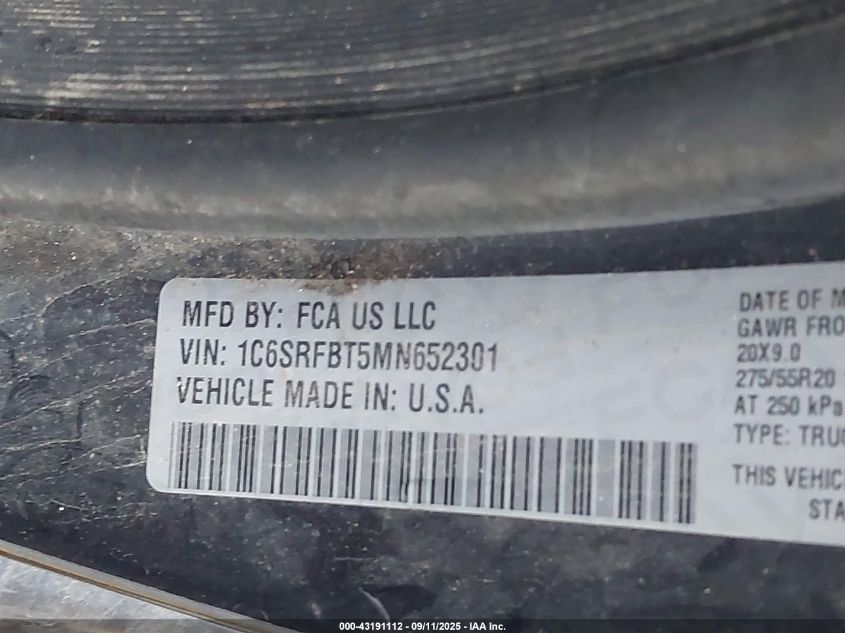 MFD BY: FCA US LLC
VIN: 1C6SRFBT5MN652301
VEHICLE MADE IN: U.S.A.
DATE OF M
GAWR FRO
20X9.0
275/55R20
AT 250 kPa
TYPE: TRU
THIS VEHIC
STA
000-43191112 - 09/11/2025 - IAA Inc.